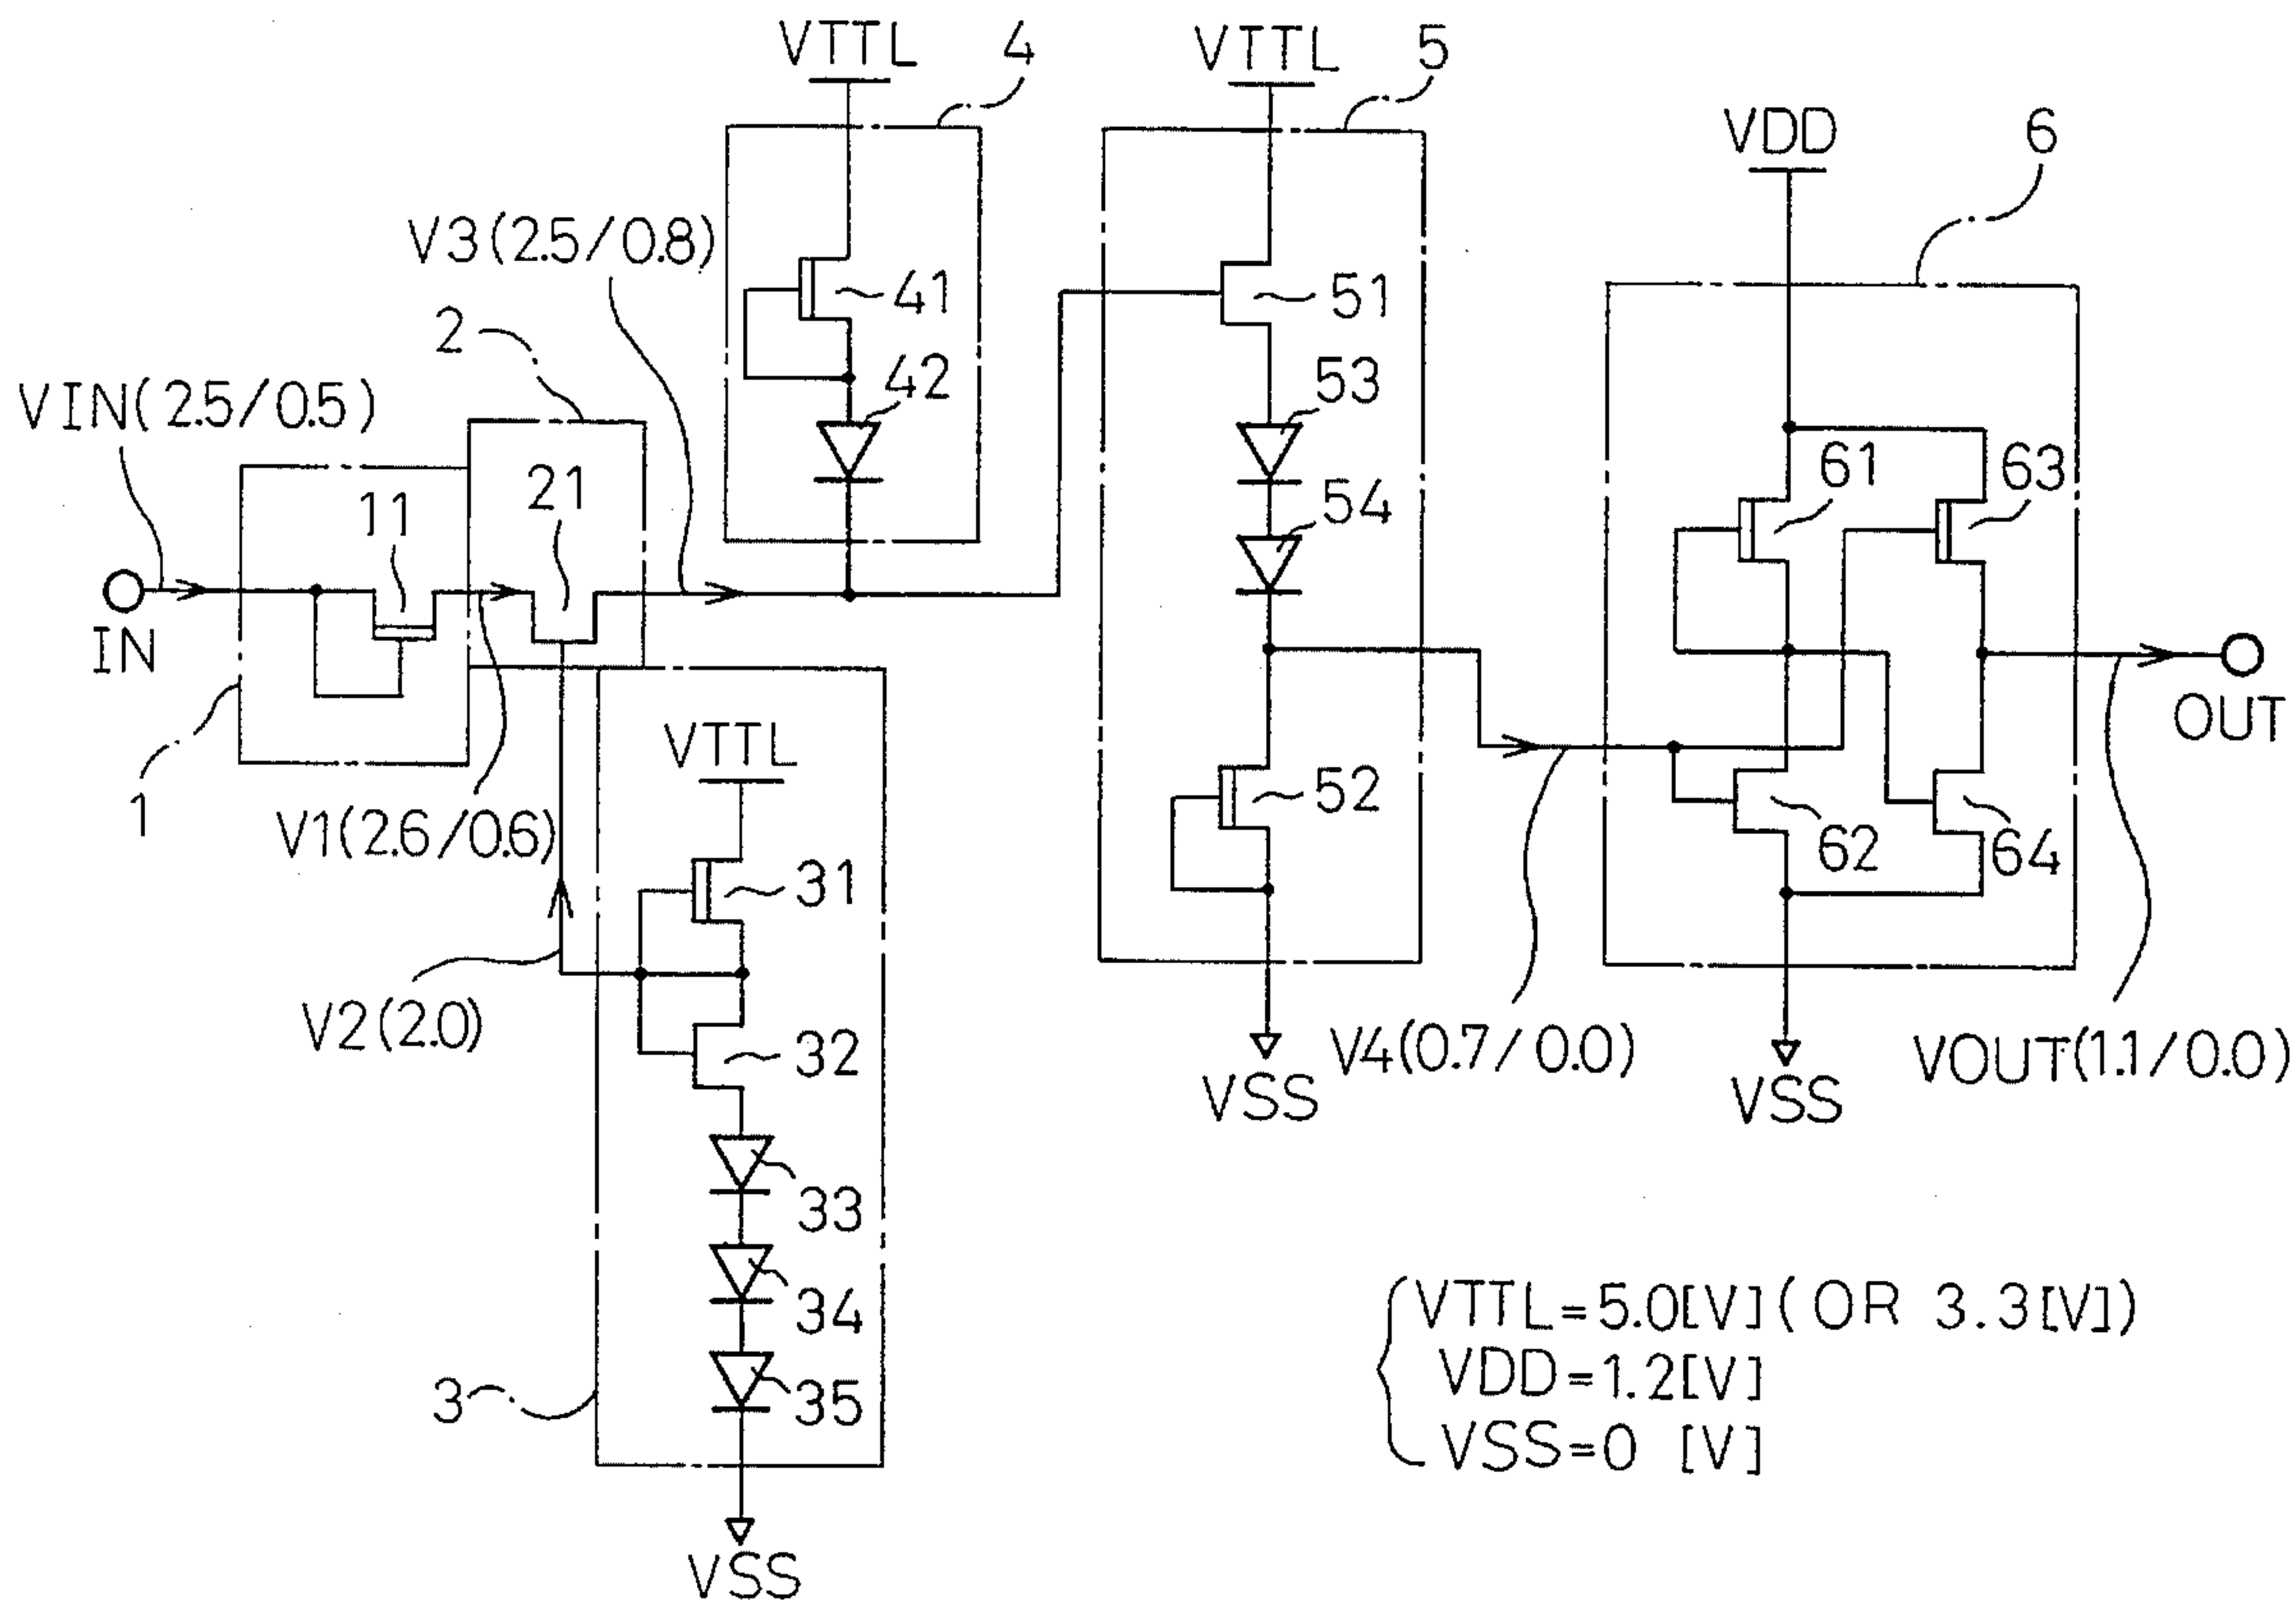 VTTL
4
VTTL
5
VDD
6
V3(2.5/0.8)
41
51
2
42
53
VIN(2.5/0.5)
61
63
21
11
54
IN
OUT
VTTL
52
1
V1(2.6/0.6)
62
64
31
V2(2.0)
32
V4(0.7/0.0)
VOUT(1.1/0.0)
VSS
VSS
33
34
35
3
VSS
VTTL=5.0[V](OR 3.3[V])
VDD=1.2[V]
VSS=0 [V]